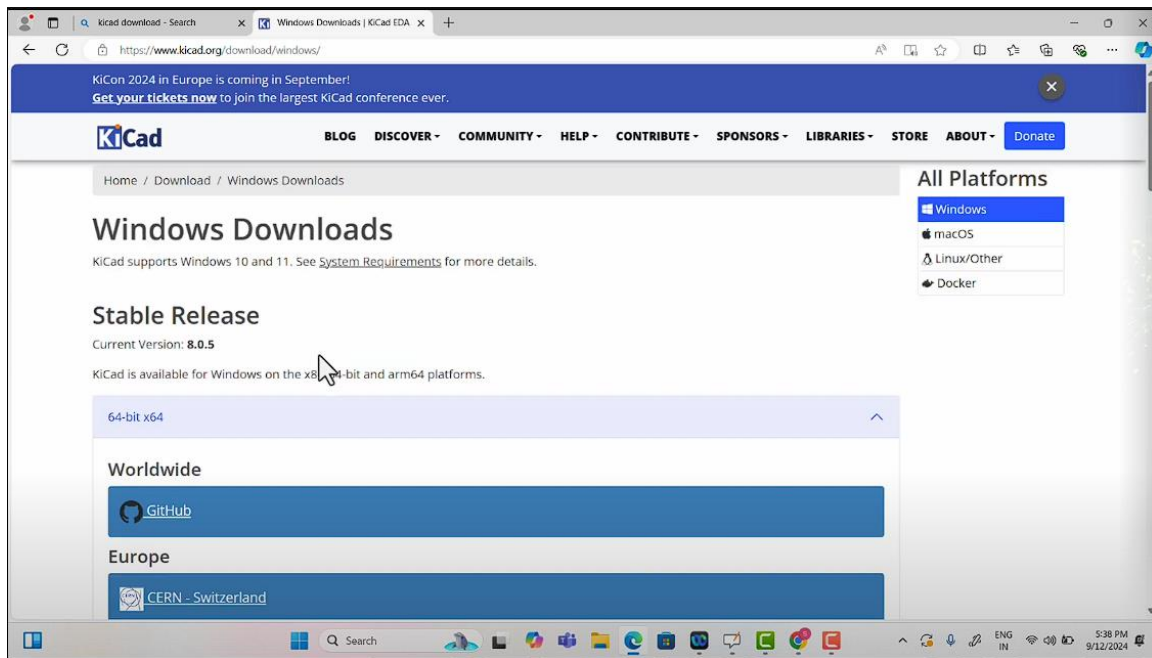 kicad download - Search
Windows Downloads | KiCad EDA
https://www.kicad.org/download/windows/
KiCon 2024 in Europe is coming in September!
Get your tickets now to join the largest KiCad conference ever.
KiCad BLOG DISCOVER COMMUNITY HELP CONTRIBUTE SPONSORS LIBRARIES STORE ABOUT Donate
Home / Download / Windows Downloads
Windows Downloads
KiCad supports Windows 10 and 11. See System Requirements for more details.
Stable Release
Current Version: 8.0.5
KiCad is available for Windows on the -bit and arm64 platforms.
64-bit x64
Worldwide
GitHub
Europe
CERN - Switzerland
All Platforms
Windows
macOS
Linux/Other
Docker
Search
ENG
IN
5:38 PM
9/12/2024